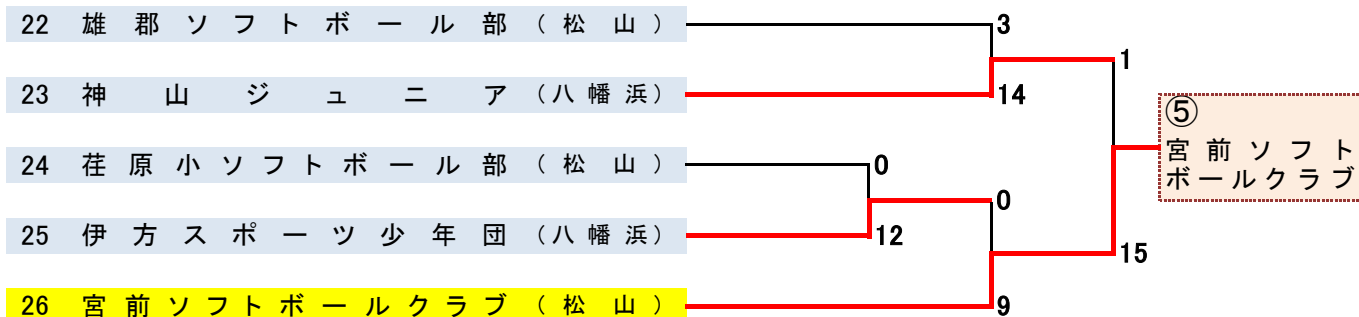 22 雄郡ソフトボール部 (松山) 3
1
23 神山ジュニア (八幡浜) 14
⑤
宮前ソフト
ボールクラブ
24 荏原小ソフトボール部 (松山) 0
0
25 伊方スポーツ少年団 (八幡浜) 12
15
26 宮前ソフトボールクラブ (松山) 9